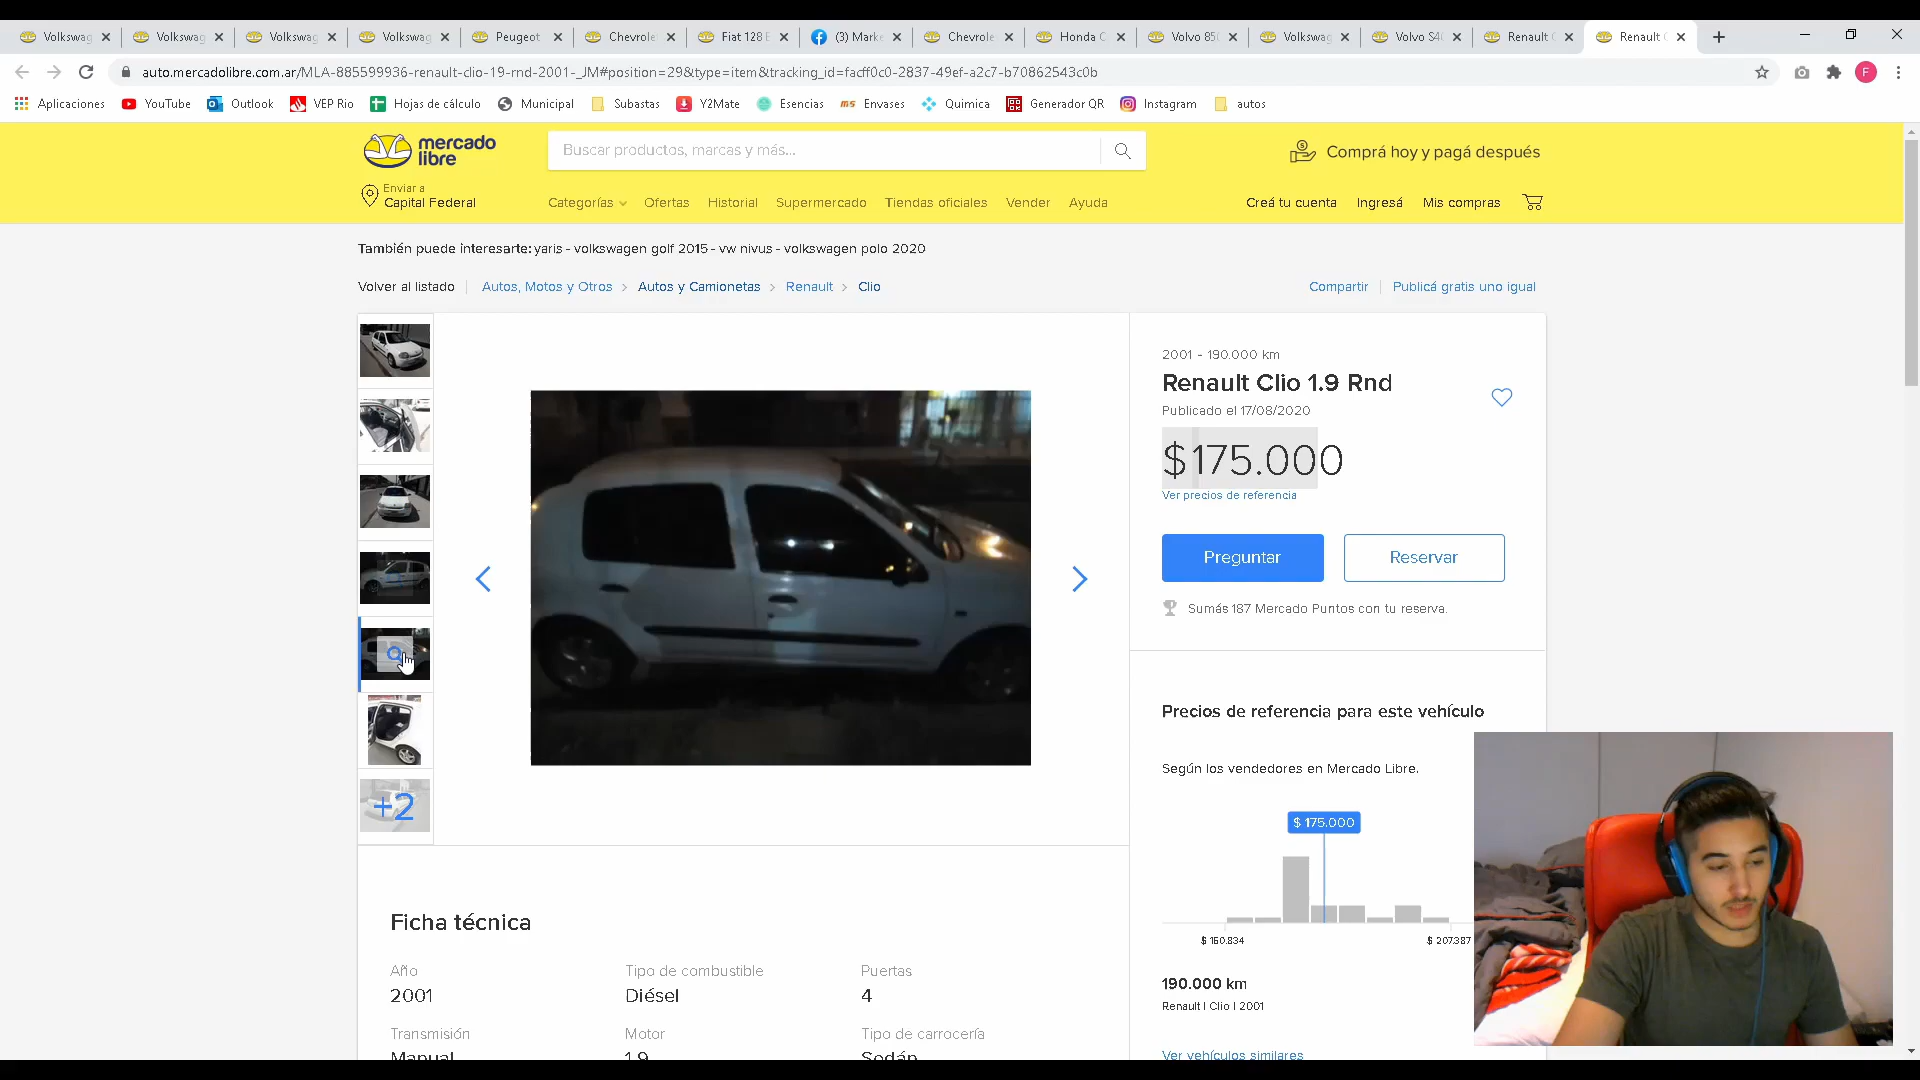 Volkswag
Volkswag
Volkswag
Volkswag
Peugeot
Chevrole
Fiat 128 E
(3) Marke
Chevrole
Honda C
Volvo 850
Volkswag
Volvo S40
Renault C
Renault C
auto.mercadolibre.com.ar/MLA-885599936-renault-clio-19-rnd-2001-_JM#position=29&type=item&tracking_id=facff0c0-2837-49ef-a2c7-b70862543c0b
F
Aplicaciones
YouTube
Outlook
VEP Rio
Hojas de cálculo
Municipal
Subastas
Y2Mate
Esencias
Envases
Quimica
Generador QR
Instagram
autos
mercado
libre
Buscar productos, marcas y más...
Comprá hoy y pagá después
Enviar a
Capital Federal
Categorías
Ofertas
Historial
Supermercado
Tiendas oficiales
Vender
Ayuda
Creá tu cuenta
Ingresá
Mis compras
También puede interesarte: yaris - volkswagen golf 2015 - vw nivus - volkswagen polo 2020
Volver al listado
Autos, Motos y Otros > Autos y Camionetas > Renault > Clio
Compartir
Publicá gratis uno igual
+2
2001 - 190.000 km
Renault Clio 1.9 Rnd
Publicado el 17/08/2020
$175.000
Ver precios de referencia
Preguntar
Reservar
Sumás 187 Mercado Puntos con tu reserva.
Precios de referencia para este vehículo
Según los vendedores en Mercado Libre.
$ 175.000
$ 160.834
$ 207.387
190.000 km
Renault | Clio | 2001
Ver vehículos similares
Ficha técnica
Año
2001
Tipo de combustible
Diésel
Puertas
4
Transmisión
Manual
Motor
1.9
Tipo de carrocería
Sedán